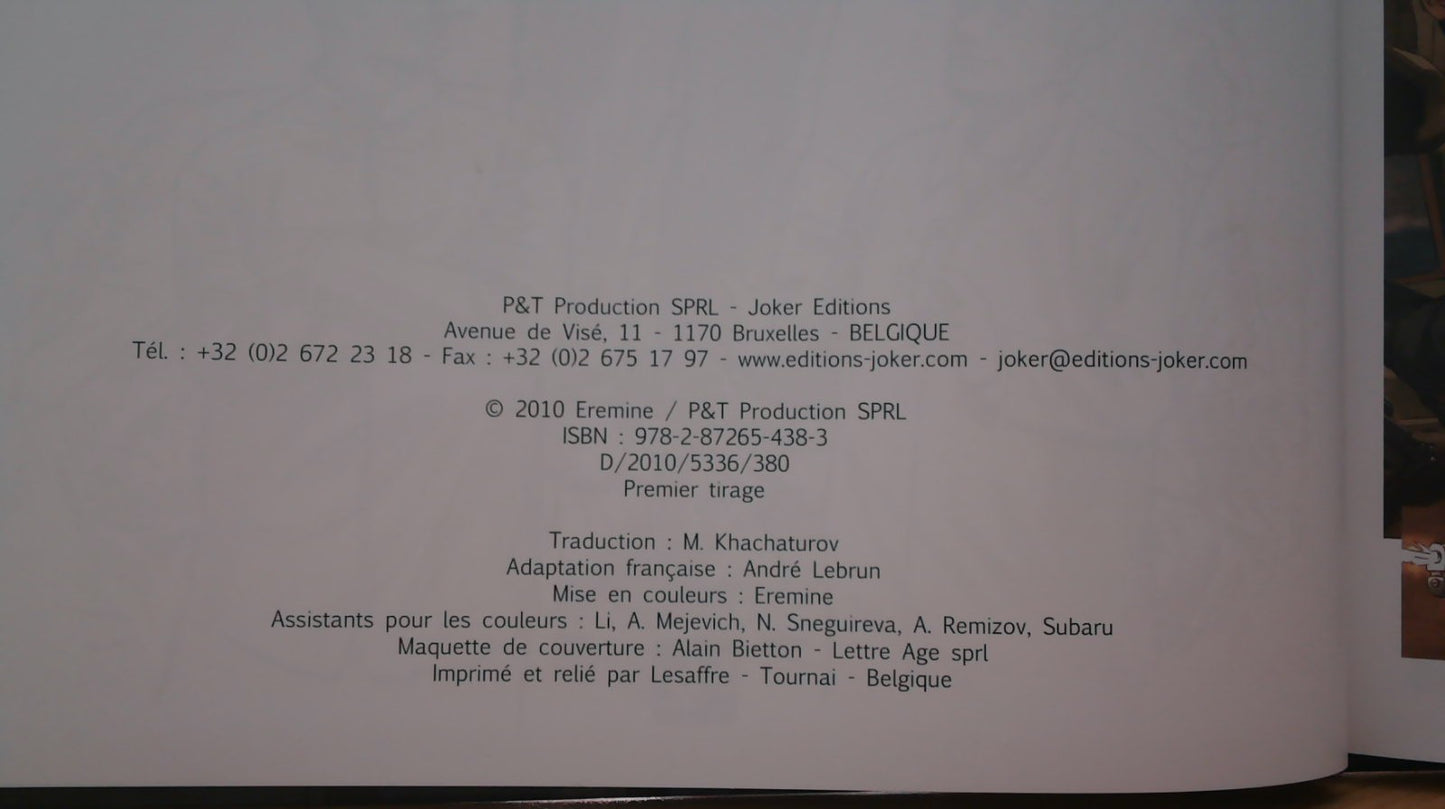 P&T Production SPRL - Joker Editions
Avenue de Visé, 11 - 1170 Bruxelles - BELGIQUE
Tél. : +32 (0)2 672 23 18 - Fax : +32 (0)2 675 17 97 - www.editions-joker.com - joker@editions-joker.com
© 2010 Eremine / P&T Production SPRL
ISBN : 978-2-87265-438-3
D/2010/5336/380
Premier tirage
Traduction : M. Khachaturov
Adaptation française : André Lebrun
Mise en couleurs : Eremine
Assistants pour les couleurs : Li, A. Mejevich, N. Sneguireva, A. Remizov, Subaru
Maquette de couverture : Alain Bietton - Lettre Age sprl
Imprimé et relié par Lesaffre - Tournai - Belgique